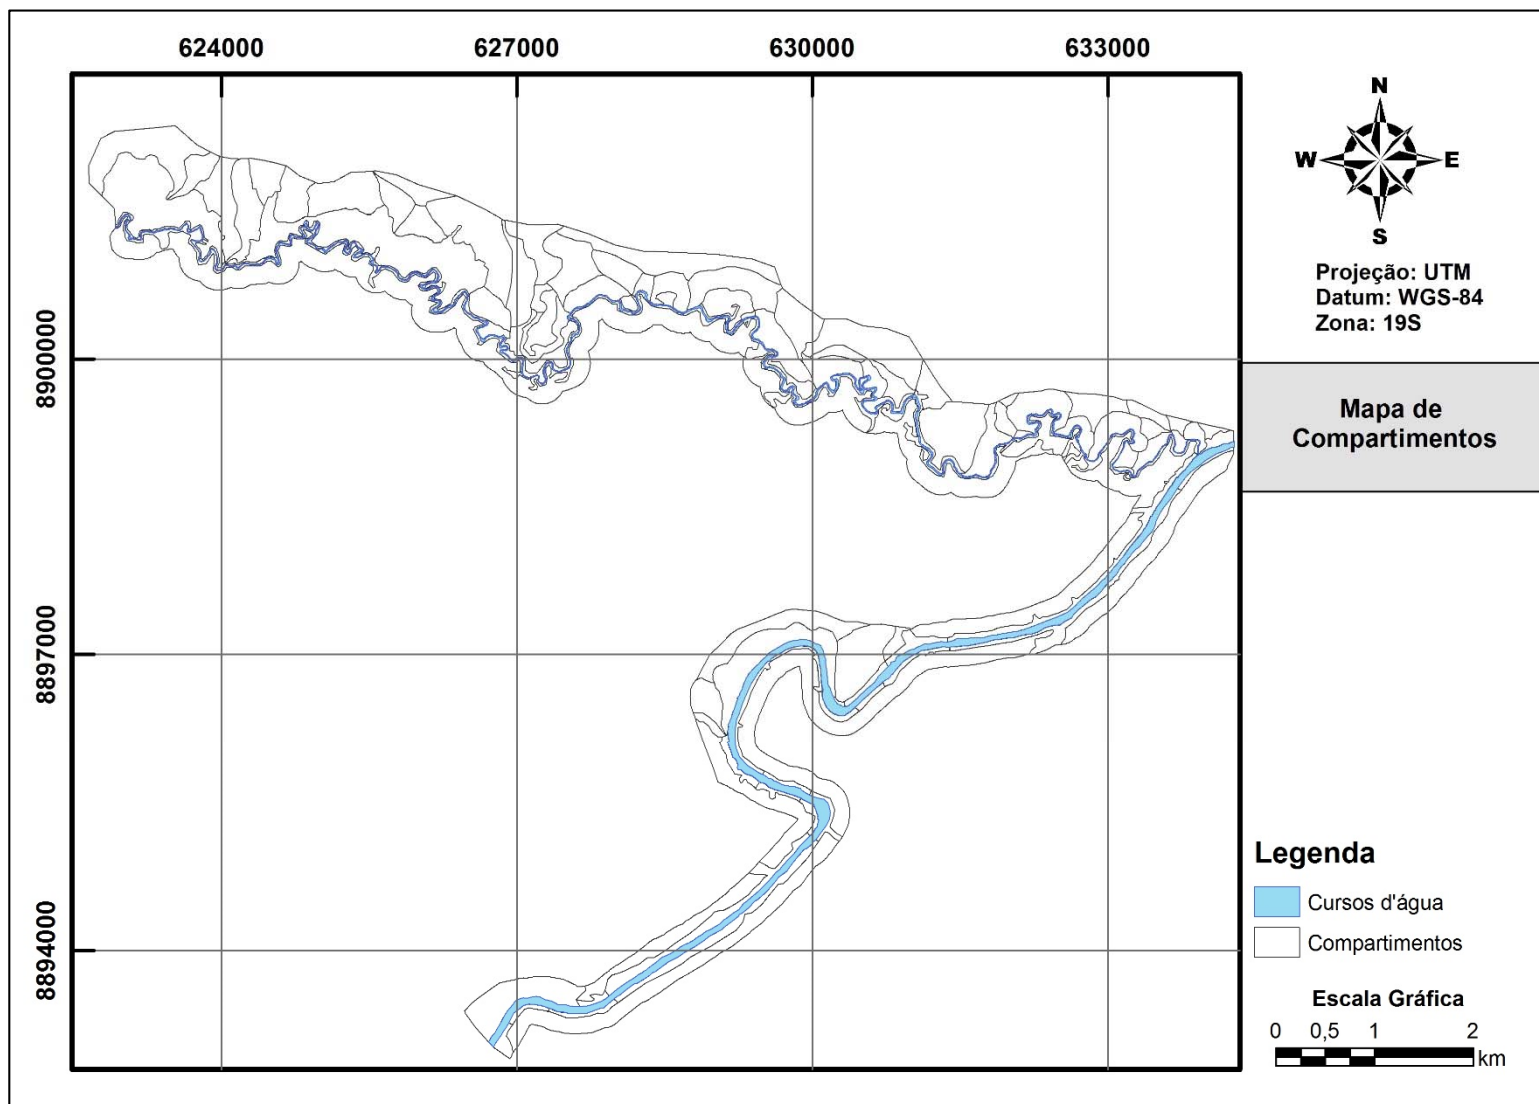 624000 627000 630000 633000
N
W E
S
Projeção: UTM
Datum: WGS-84
Zona: 19S
8900000
Mapa de
Compartimentos
8897000
8894000
Legenda
Cursos d'água
Compartimentos
Escala Gráfica
0 0,5 1 2
km